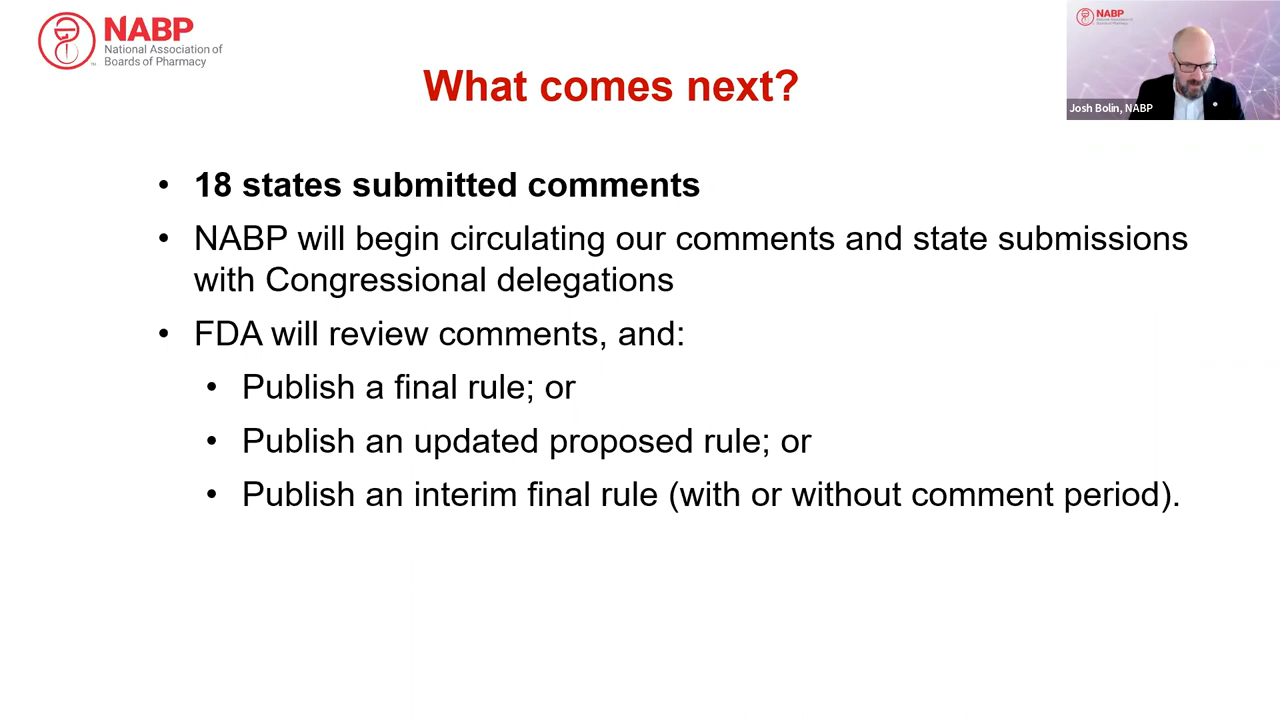 NABP
National Association of
Boards of Pharmacy
What comes next?
NABP
Josh Bolin, NABP
• 18 states submitted comments
• NABP will begin circulating our comments and state submissions
with Congressional delegations
• FDA will review comments, and:
• Publish a final rule; or
• Publish an updated proposed rule; or
• Publish an interim final rule (with or without comment period).